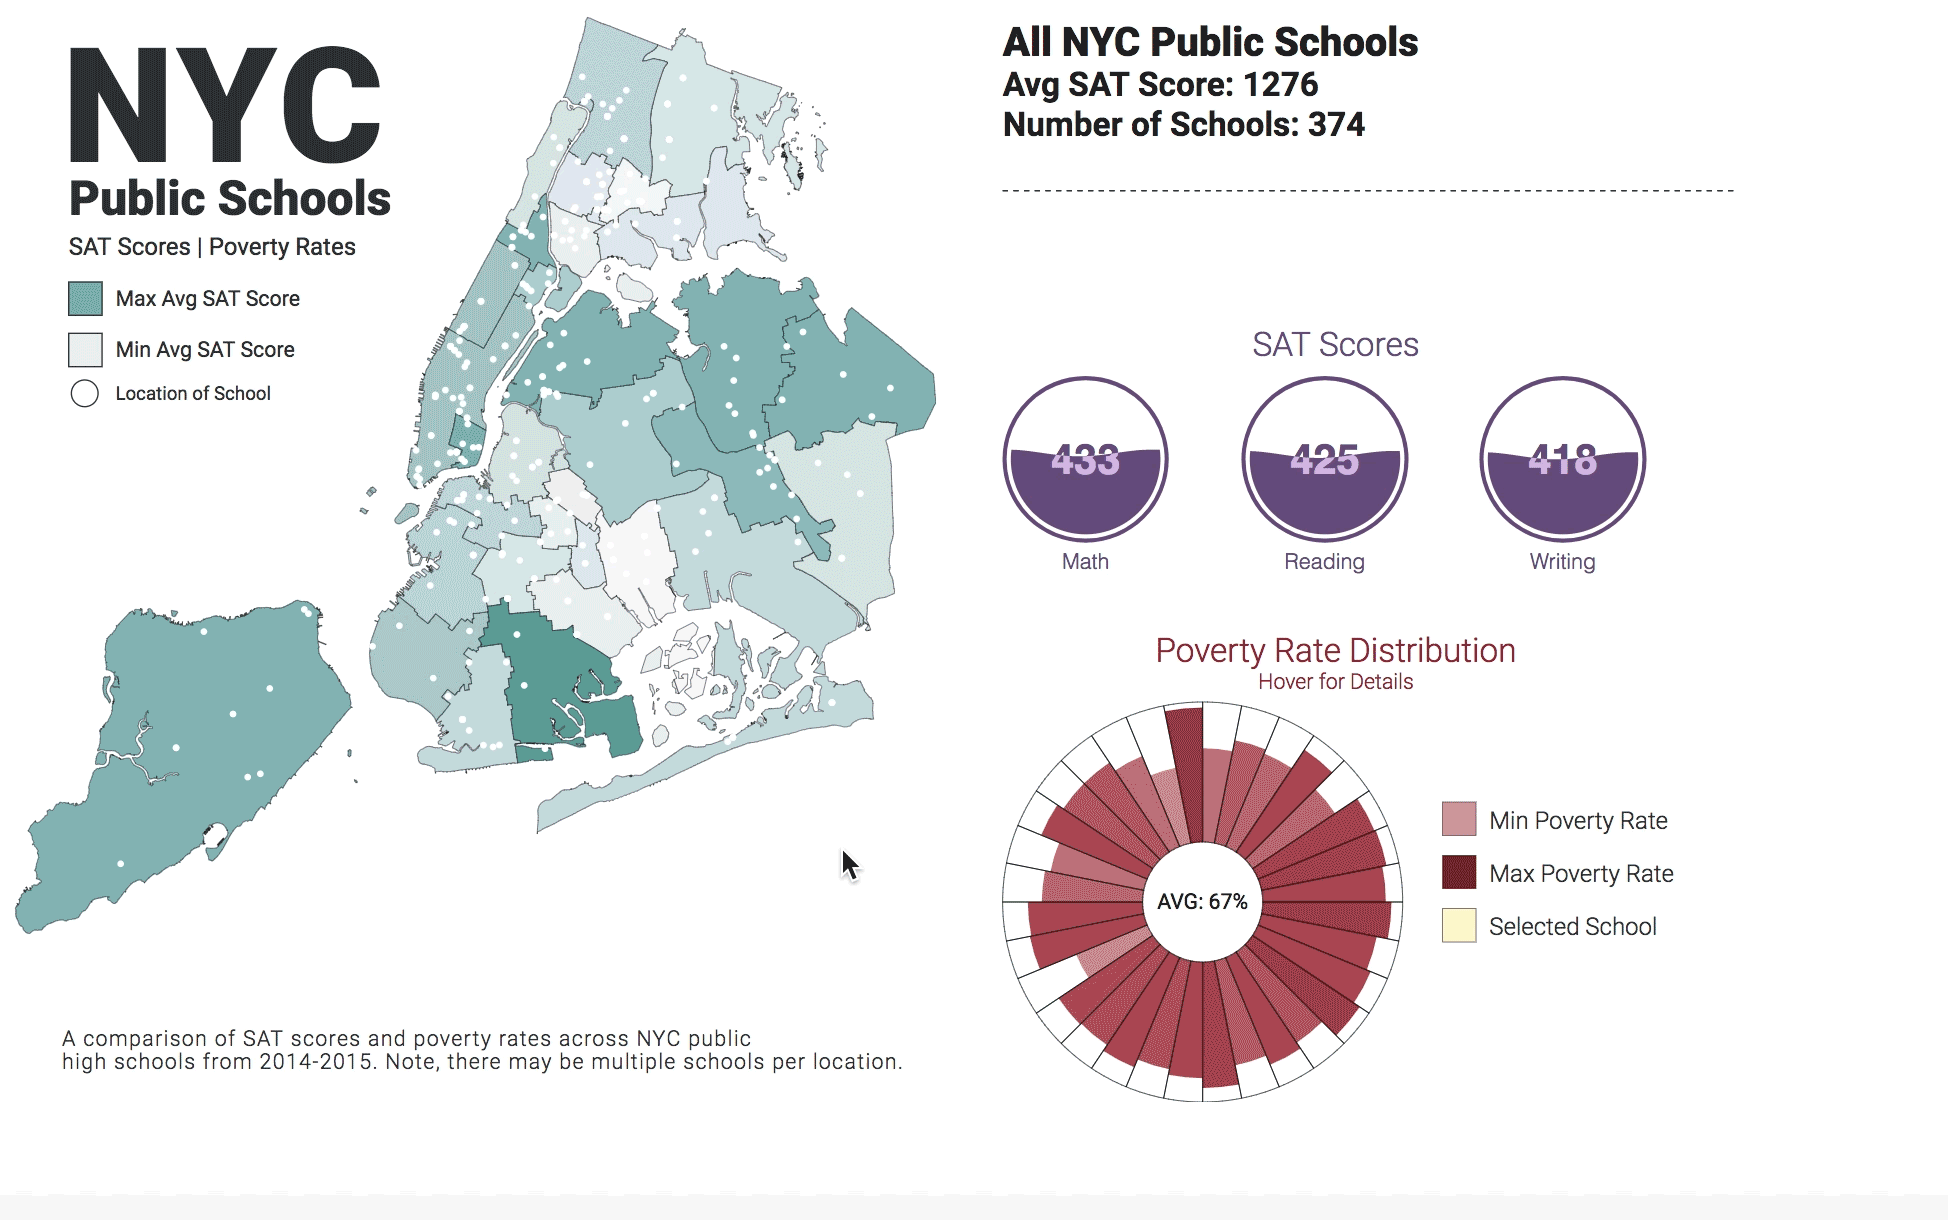 NYC
Public Schools
SAT Scores | Poverty Rates
Max Avg SAT Score
Min Avg SAT Score
Location of School
A comparison of SAT scores and poverty rates across NYC public
high schools from 2014-2015. Note, there may be multiple schools per location.
All NYC Public Schools
Avg SAT Score: 1276
Number of Schools: 374
SAT Scores
433
425
418
Math
Reading
Writing
Poverty Rate Distribution
Hover for Details
AVG: 67%
Min Poverty Rate
Max Poverty Rate
Selected School